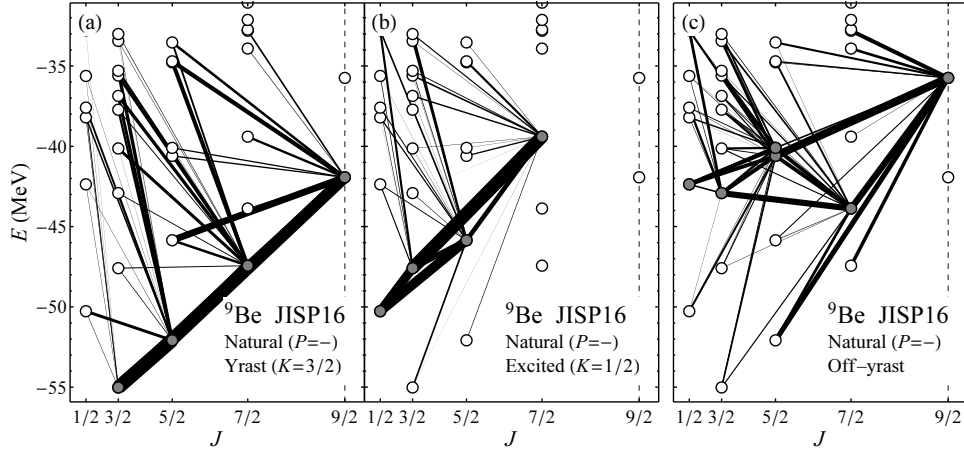 (a)
(b)
(c)
E (MeV)
−35
−40
−45
−50
−55
⁹Be JISP16
Natural (P=−)
Yrast (K=3/2)
⁹Be JISP16
Natural (P=−)
Excited (K=1/2)
⁹Be JISP16
Natural (P=−)
Off−yrast
1/2 3/2 5/2 7/2 9/2
1/2 3/2 5/2 7/2 9/2
1/2 3/2 5/2 7/2 9/2
J
J
J